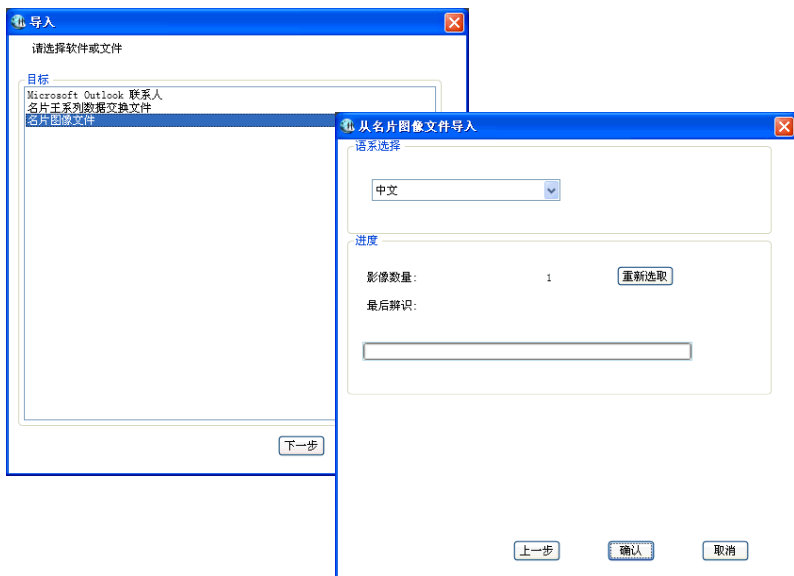 导入
请选择软件或文件
目标
Microsoft Outlook 联系人
名片王系列数据交换文件
名片图像文件
下一步
从名片图像文件导入
语系选择
中文
进度
影像数量: 1 重新选取
最后辨识:
上一步 确认 取消